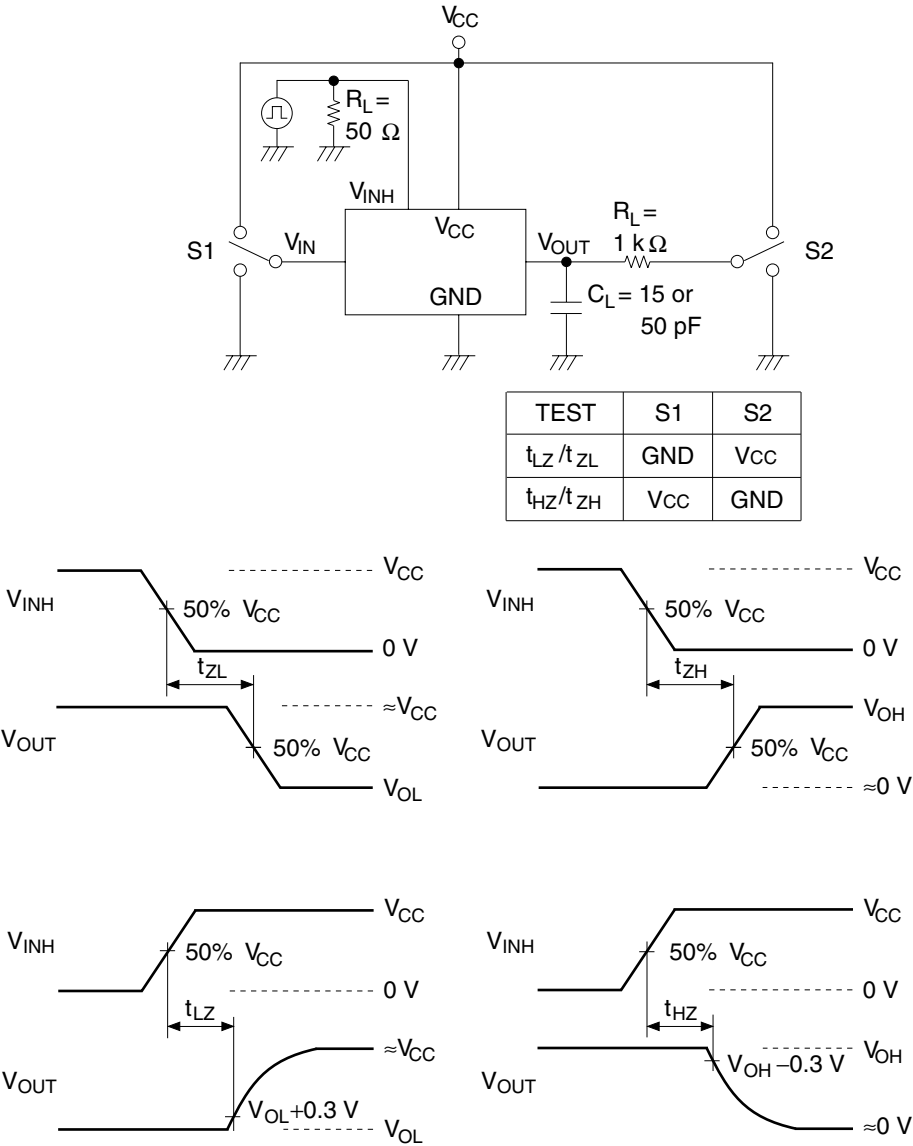 VCC
RL=
50 Ω
VINH
VCC
S1
VIN
VOUT
RL=
1 kΩ
S2
GND
CL= 15 or
50 pF
TEST S1 S2
tLZ/tZL GND VCC
tHZ/tZH VCC GND
VINH
VCC
50% VCC
0 V
tZL
≈VCC
VOUT
50% VCC
VOL
VINH
VCC
50% VCC
0 V
tZH
VOH
VOUT
50% VCC
≈0 V
VINH
VCC
50% VCC
0 V
tLZ
≈VCC
VOUT
VOL+0.3 V
VOL
VINH
VCC
50% VCC
0 V
tHZ
VOH
VOH–0.3 V
VOUT
≈0 V